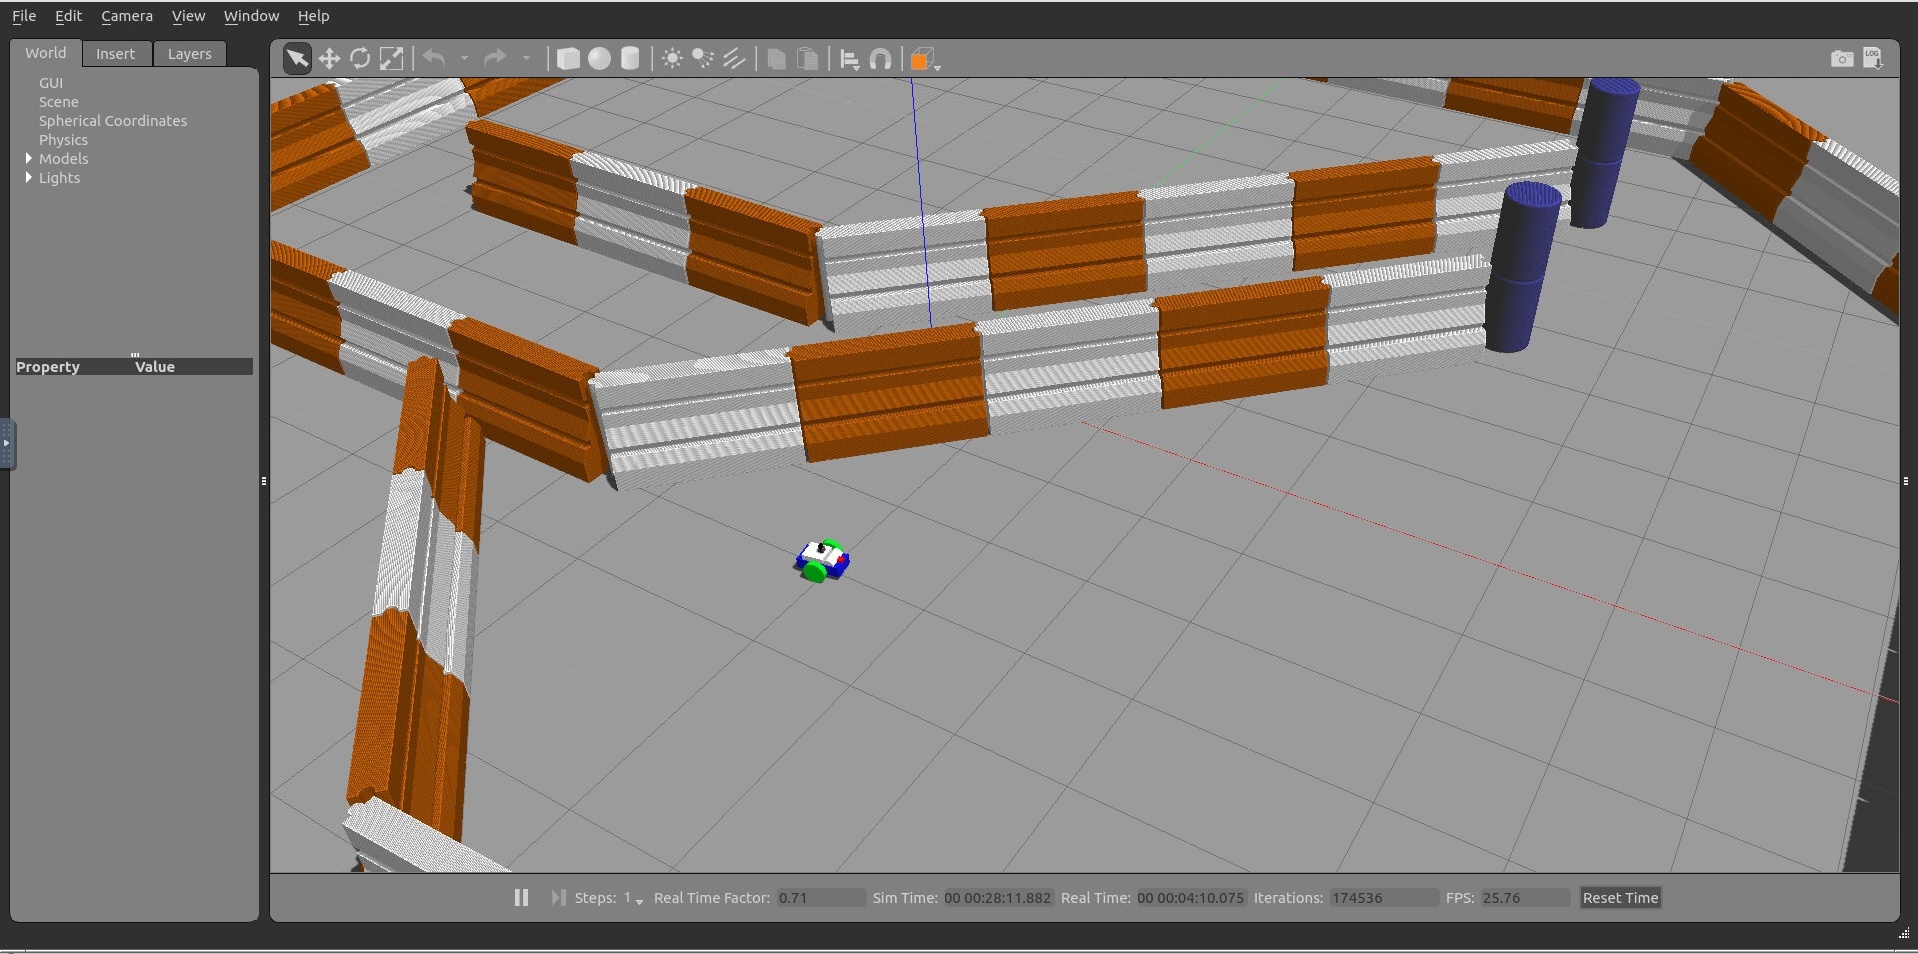 File Edit Camera View Window Help
World Insert Layers
LOG
GUI
Scene
Spherical Coordinates
Physics
Models
Lights
Property Value
Steps: 1 Real Time Factor: 0.71 Sim Time: 00 00:28:11.882 Real Time: 00 00:04:10.075 Iterations: 174536 FPS: 25.76 Reset Time